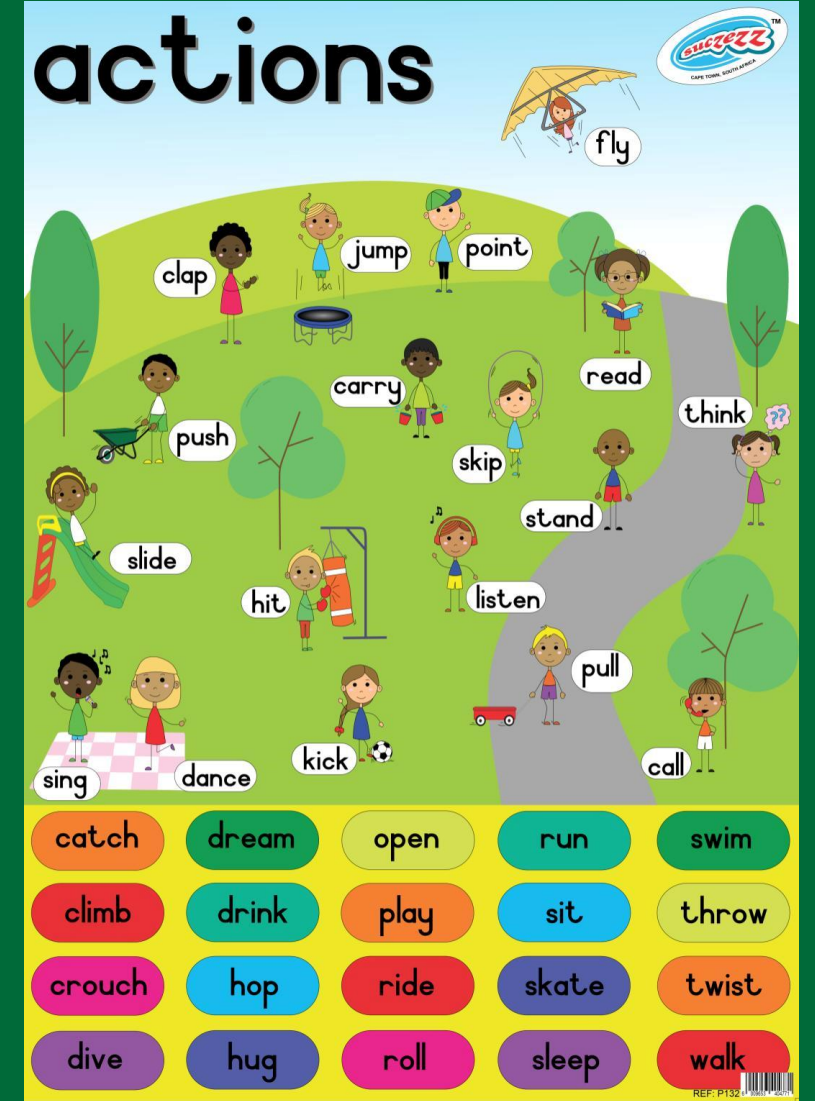 actions
suczezz
TM
CAPE TOWN, SOUTH AFRICA
fly
clap
jump
point
read
push
carry
skip
think
??
slide
stand
hit
listen
pull
sing
dance
kick
call
catch
dream
open
run
swim
climb
drink
play
sit
throw
crouch
hop
ride
skate
twist
dive
hug
roll
sleep
walk
REF: P132